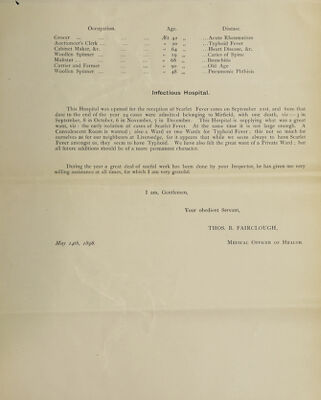 Occupation. Age. Disease.
Grocer ... Æt 42 ,, ...Acute Rheumatism
Auctioneer's Clerk ... ,, 20 ,, ...Typhoid Fever
Cabinet Maker, &c. ,, 64 ,, ...Heart Disease, &c.
Woollen Spinner ... ,, 19 ,, ...Caries of Spine
Maltster ... ,, 68 ,, ...Bronchitis
Carrier and Farmer ,, 90 ,, ...Old Age
Woollen Spinner ... ,, 48 ,, ...Pneumonic Phthisis
Infectious Hospital.
This Hospital was opened for the reception of Scarlet Fever cases on September 21st, and from that
date to the end of the year 23 cases were admitted belonging to Mirfield, with one death, viz:—3 in
September, 8 in October, 6 in November, 5 in December. This Hospital is supplying what was a great
want, viz: the early isolation of cases of Scarlet Fever. At the same time it is not large enough. A
Convalescent Room is wanted; also a Ward or two Wards for Typhoid Fever; this not so much for
ourselves as for our neighbours at Liversedge, for it appears that while we seem always to have Scarlet
Fever amongst us, they seem to have Typhoid. We have also felt the great want of a Private Ward; but
all future additions should be of a more permanent character.
During the year a great deal of useful work has been done by your Inspector, he has given me very
willing assistance at all times, for which I am very grateful.
I am, Gentlemen,
Your obedient Servant,
THOS. B. FAIRCLOUGH,
May 14th, 1898. Medical Officer of Health.